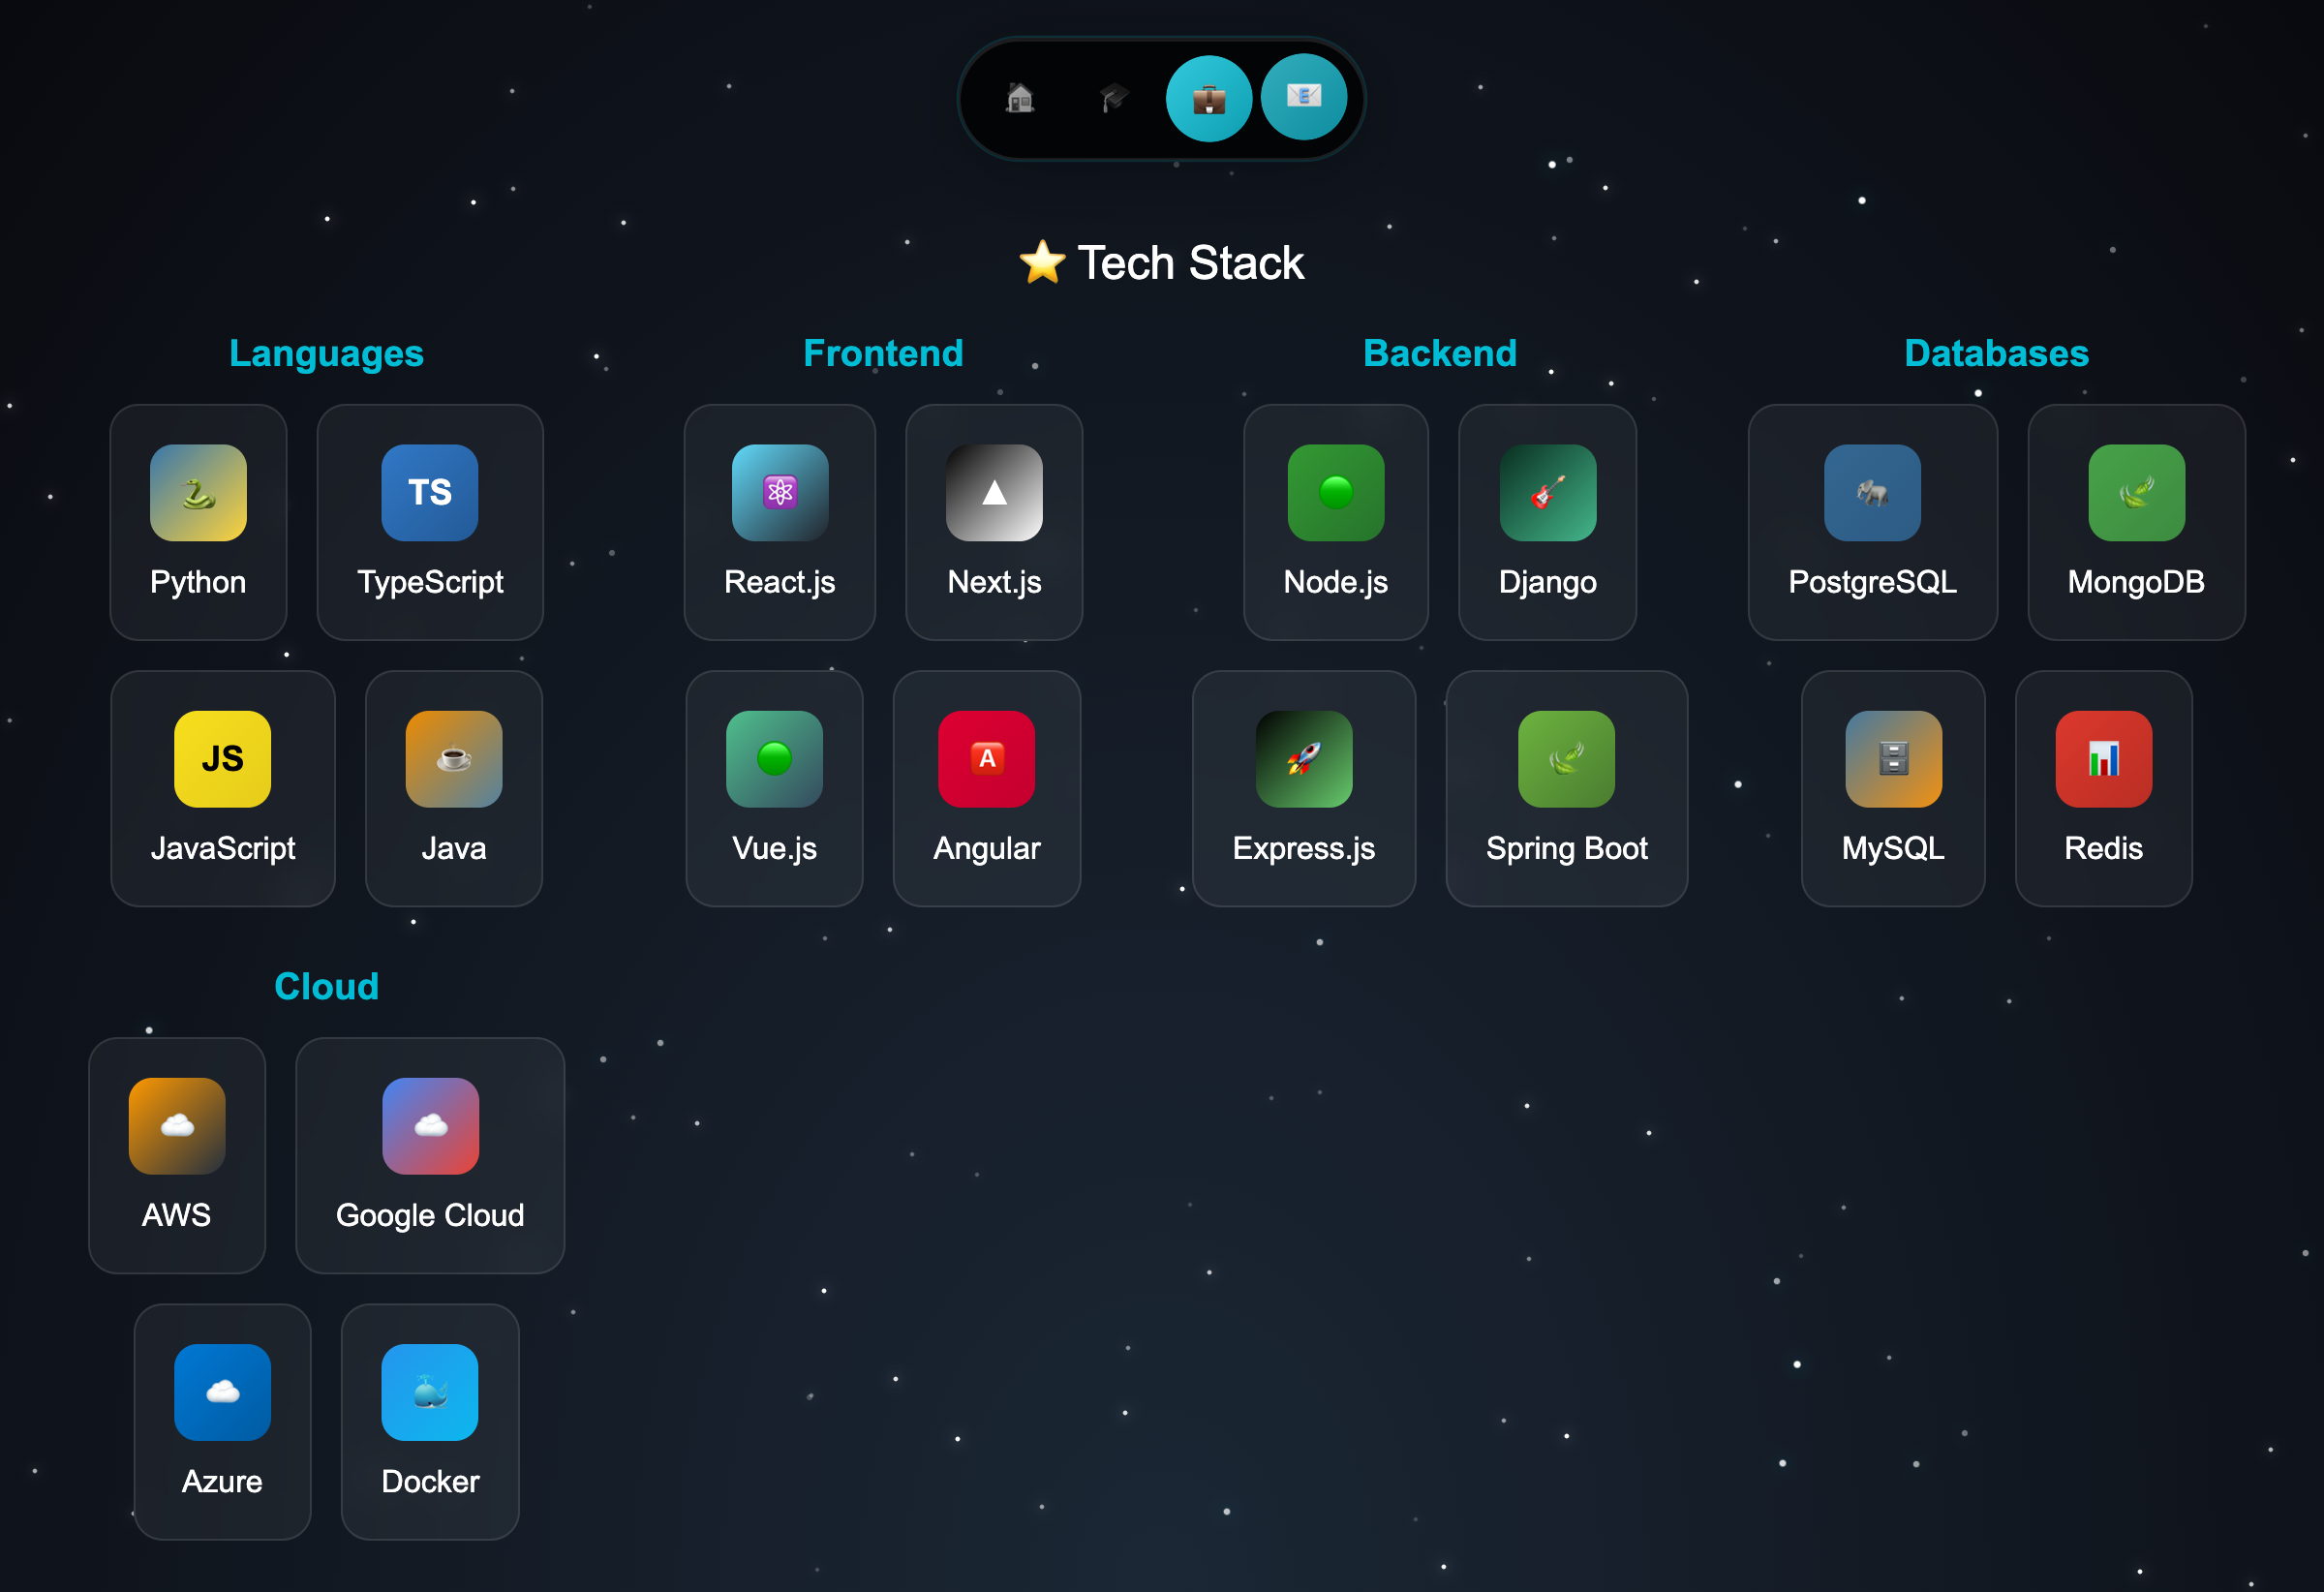 Tech Stack
Languages
Python
TS
TypeScript
JS
JavaScript
Java
Frontend
React.js
Next.js
Vue.js
A
Angular
Backend
Node.js
Django
Express.js
Spring Boot
Databases
PostgreSQL
MongoDB
MySQL
Redis
Cloud
AWS
Google Cloud
Azure
Docker